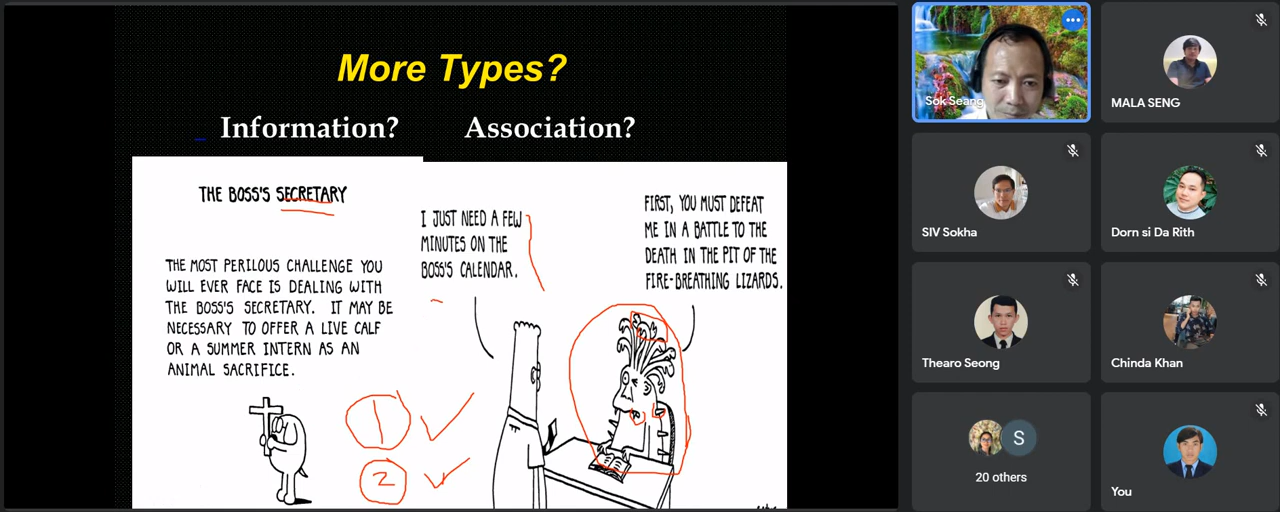 More Types?
Information? Association?
THE BOSS'S SECRETARY
THE MOST PERILOUS CHALLENGE YOU
WILL EVER FACE IS DEALING WITH
THE BOSS'S SECRETARY. IT MAY BE
NECESSARY TO OFFER A LIVE CALF
OR A SUMMER INTERN AS AN
ANIMAL SACRIFICE.
I JUST NEED A FEW
MINUTES ON THE
BOSS'S CALENDAR.
FIRST, YOU MUST DEFEAT
ME IN A BATTLE TO THE
DEATH IN THE PIT OF THE
FIRE-BREATHING LIZARDS.
1
2
Sok Seang
MALA SENG
SIV Sokha
Dorn si Da Rith
Thearo Seong
Chinda Khan
S
20 others
You